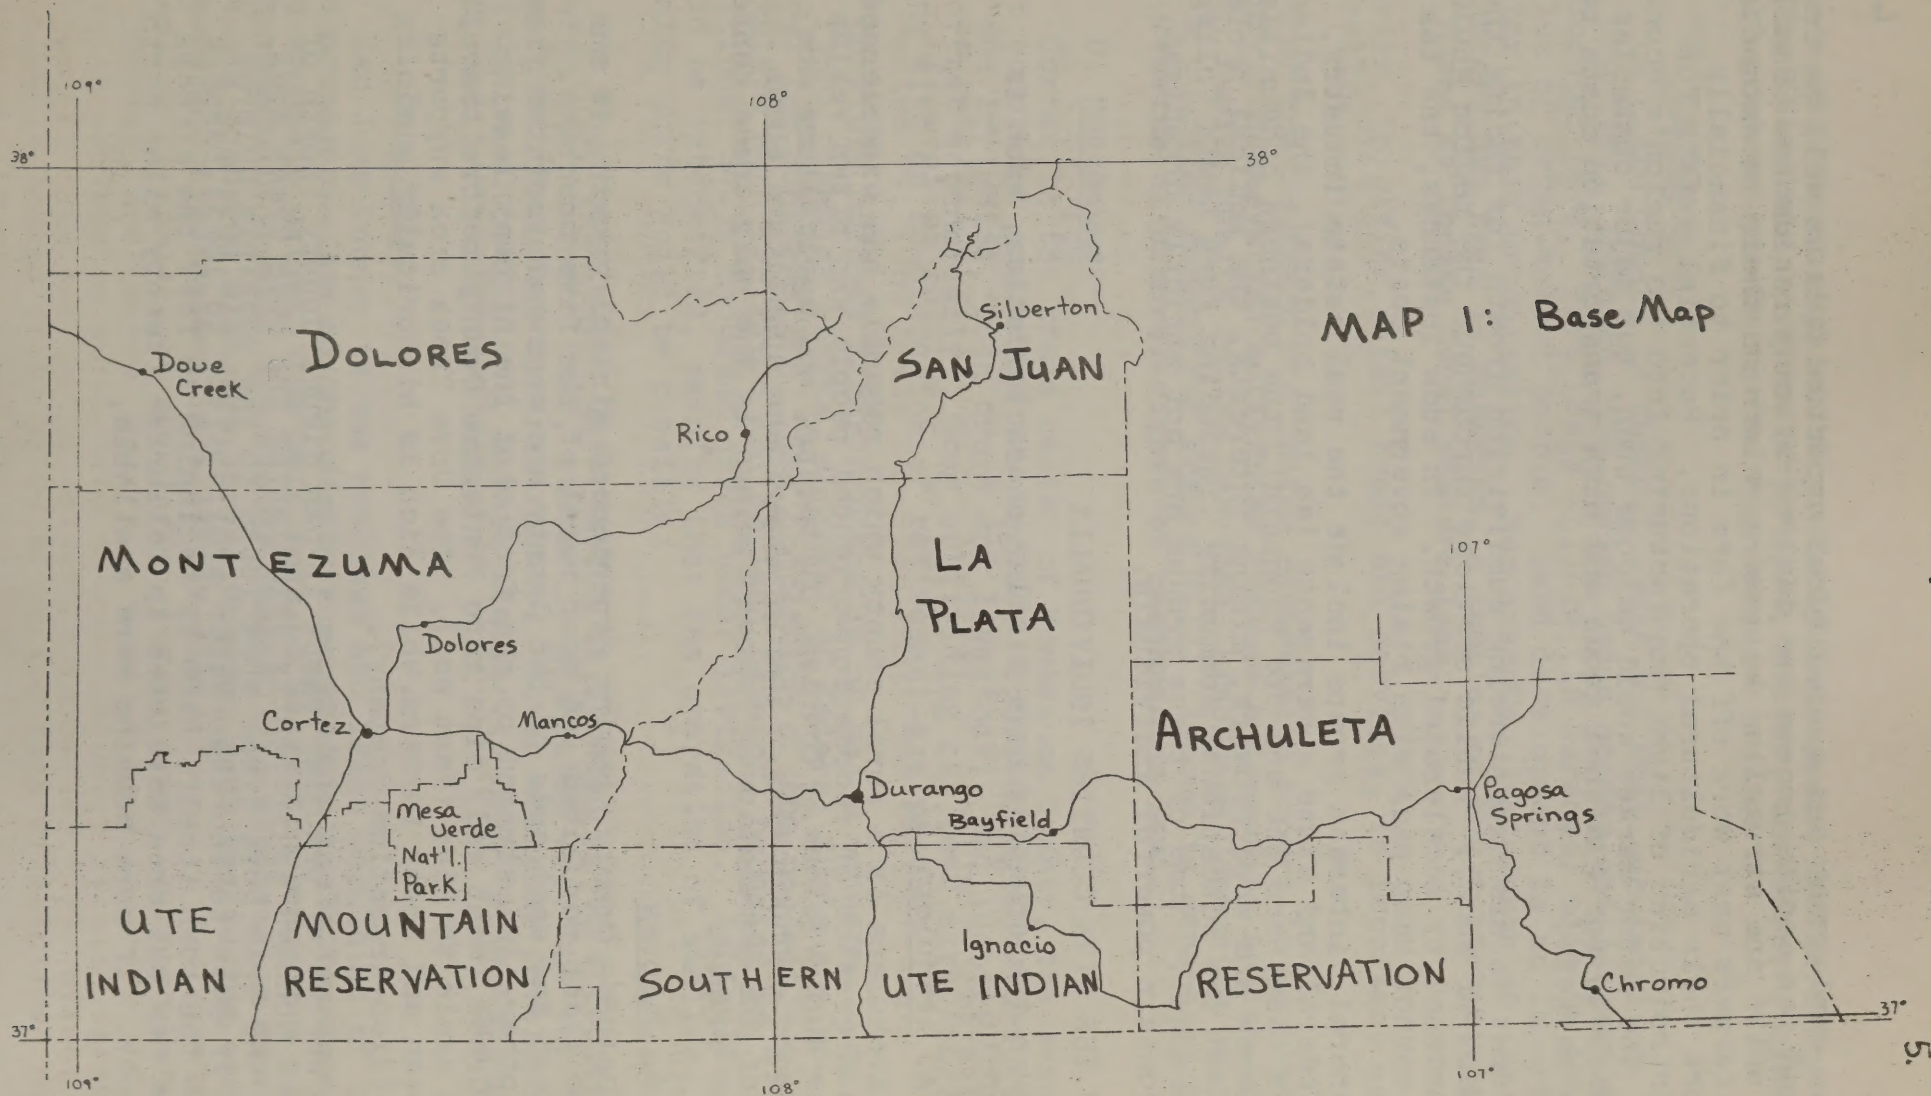 109°
108°
38°
38°
Silverton
MAP 1: Base Map
Dove
Creek
DOLORES
SAN JUAN
Rico
MONTEZUMA
LA
PLATA
107°
Dolores
Cortez
Mancos
ARCHULETA
Durango
Bayfield
Pagosa
Springs
Mesa
Verde
Nat'l.
Park
UTE MOUNTAIN
INDIAN RESERVATION
Ignacio
SOUTHERN UTE INDIAN RESERVATION
Chromo
37°
37°
109°
108°
107°
5.